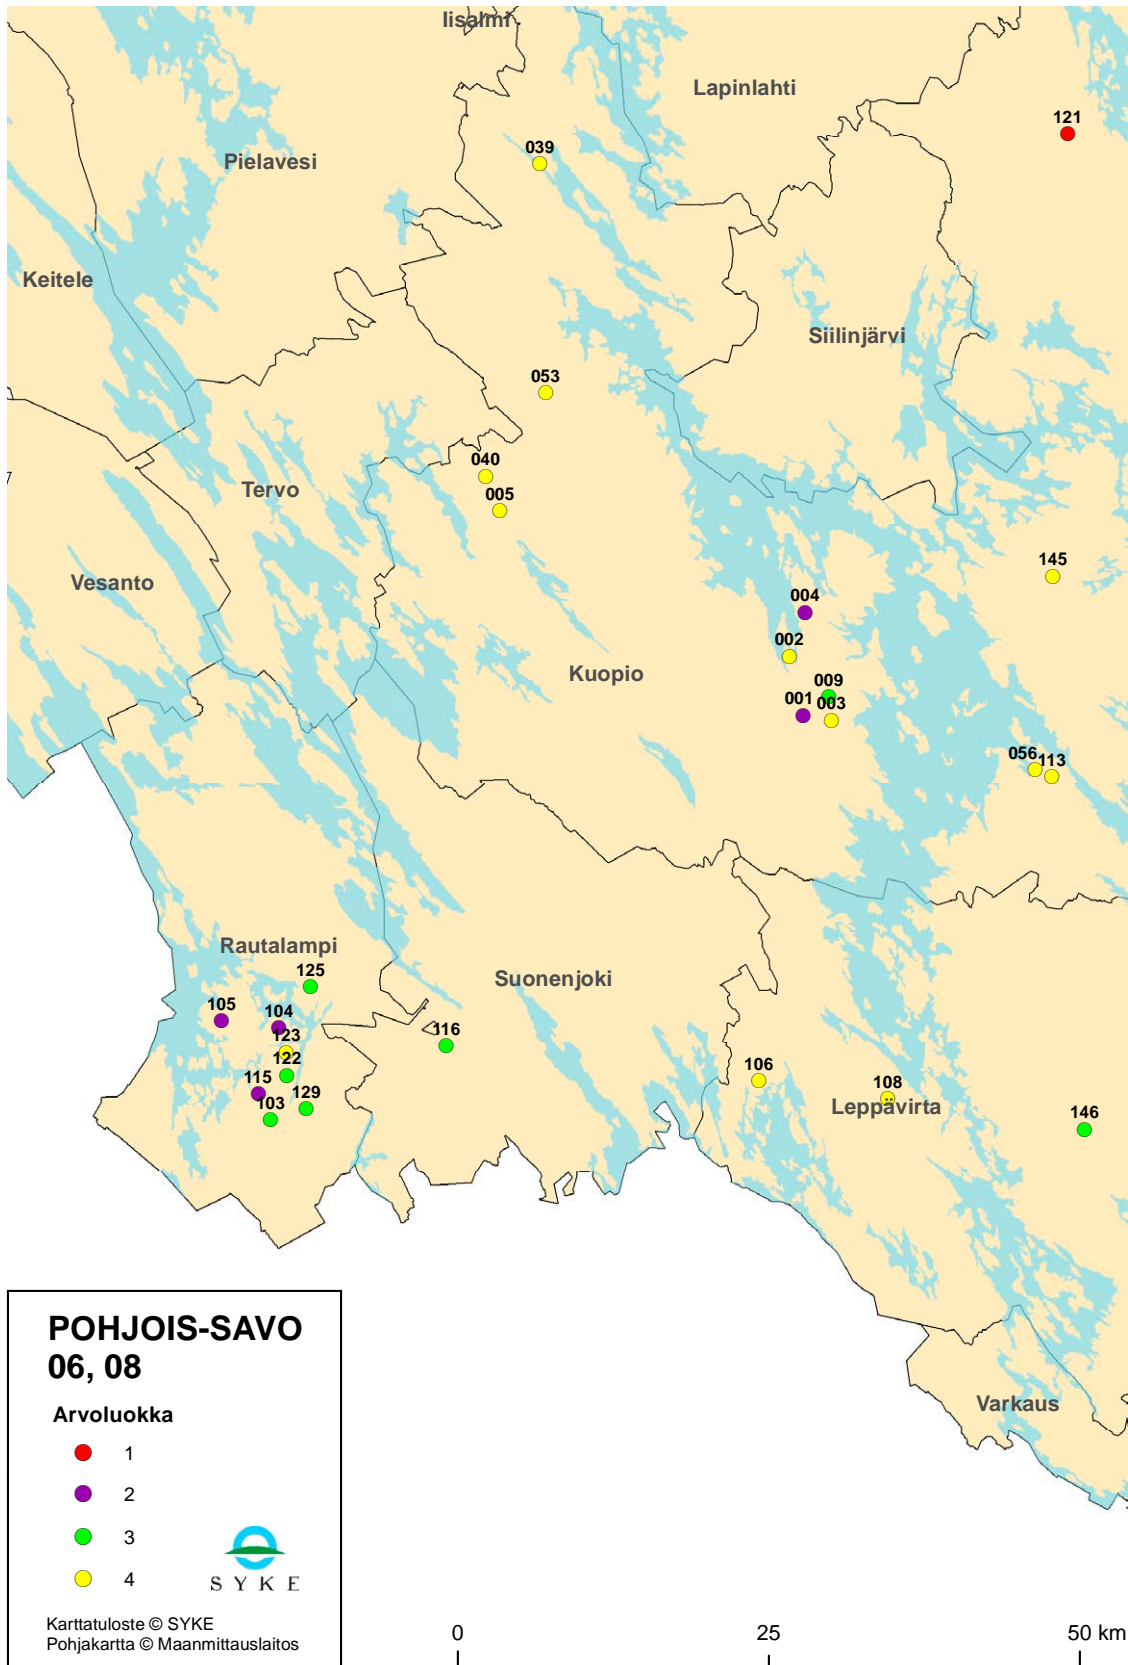 Iisalmi
Lapinlahti
121
039
Pielavesi
Keitele
Siilinjärvi
053
040
Tervo
005
145
Vesanto
004
002
Kuopio
009
001
003
056
113
Rautalampi
125
Suonenjoki
105
104
123
116
122
106
115
129
103
108
Leppävirta
146
POHJOIS-SAVO
06, 08
Arvoluokka
1
2
3
4
SYKE
Karttatuloste © SYKE
Pohjakartta © Maanmittauslaitos
Varkaus
0 25 50 km